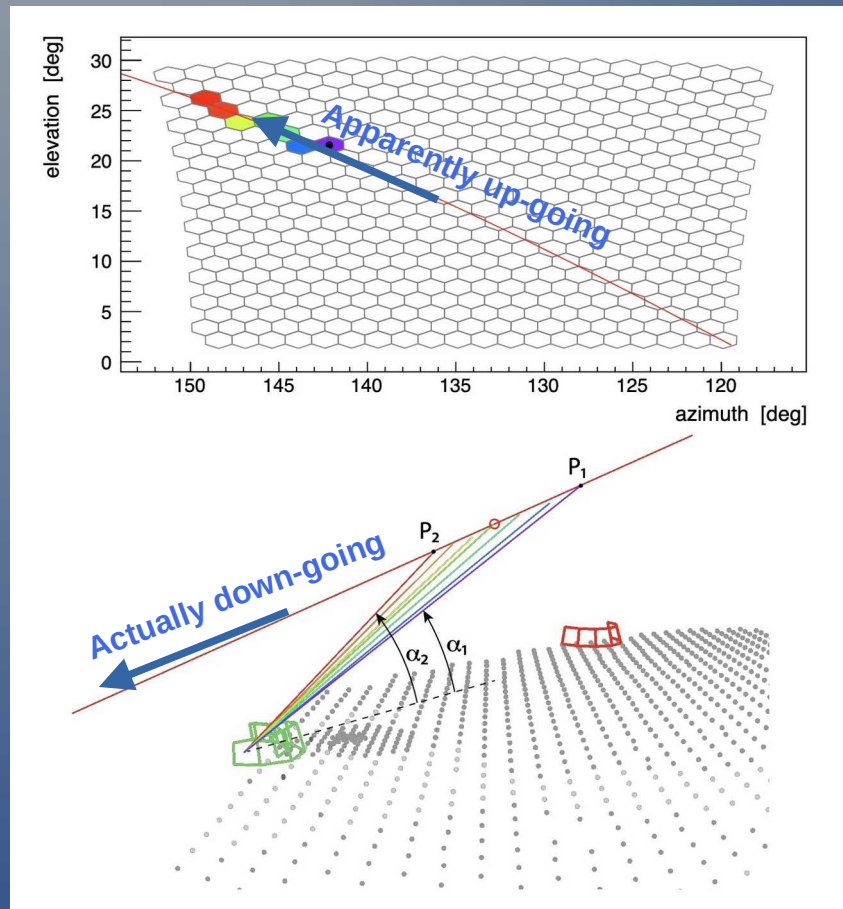 elevation [deg]
30
25
20
15
10
5
0
Apparently up-going
150
145
140
135
130
125
120
azimuth [deg]
P₁
P₂
Actually down-going
α₂
α₁